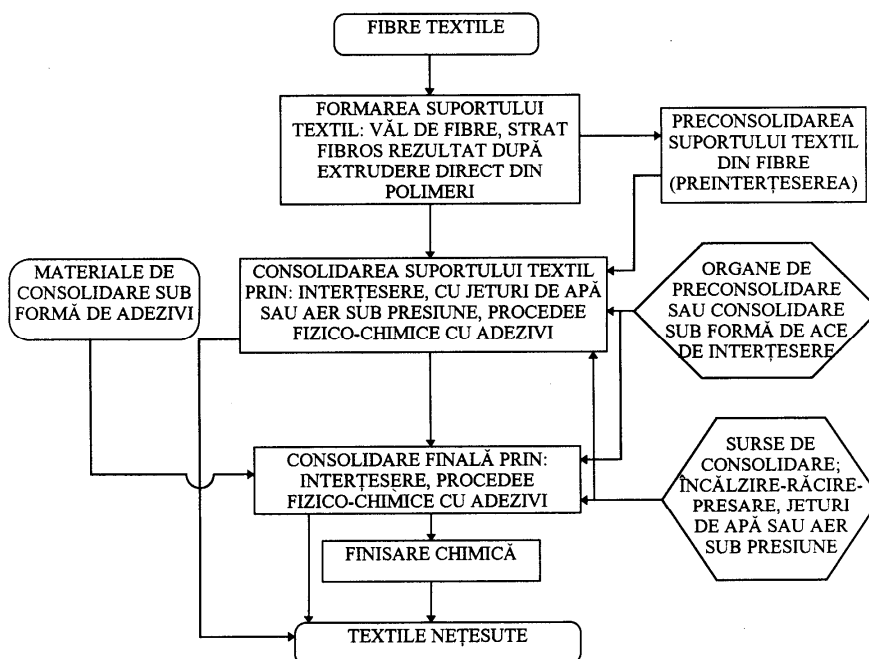 FIBRE TEXTILE
FORMAREA SUPORTULUI
TEXTIL: VĂL DE FIBRE, STRAT
FIBROS REZULTAT DUPĂ
EXTRUDERE DIRECT DIN
POLIMERI
PRECONSOLIDAREA
SUPORTULUI TEXTIL
DIN FIBRE
(PREINTERȚESEREA)
MATERIALE DE
CONSOLIDARE SUB
FORMĂ DE ADEZIVI
CONSOLIDAREA SUPORTULUI TEXTIL
PRIN: INTERȚESERE, CU JETURI DE APĂ
SAU AER SUB PRESIUNE, PROCEDEE
FIZICO-CHIMICE CU ADEZIVI
ORGANE DE
PRECONSOLIDARE
SAU CONSOLIDARE
SUB FORMĂ DE ACE
DE INTERȚESERE
CONSOLIDARE FINALĂ PRIN:
INTERȚESERE, PROCEDEE
FIZICO-CHIMICE CU ADEZIVI
SURSE DE
CONSOLIDARE;
ÎNCĂLZIRE-RĂCIRE-
PRESARE, JETURI
DE APĂ SAU AER
SUB PRESIUNE
FINISARE CHIMICĂ
TEXTILE NEȚESUTE